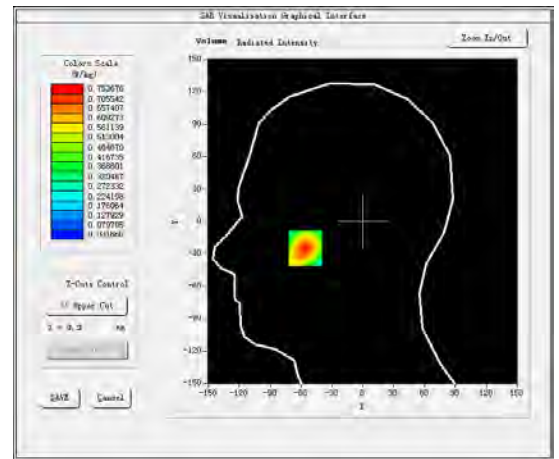 SAR Visualisation Graphical Interface
Volume Radiated Intensity
Zoom In/Out
Colors Scale
(W/kg)
0.753676
0.705542
0.657407
0.609273
0.561139
0.513004
0.464870
0.416735
0.368601
0.320467
0.272332
0.224198
0.176064
0.127929
0.079795
150
90
60
30
0
-30
-60
-90
-120
-150
Y
-150 -120 -90 -60 -30 0 30 60 90 120 150
X
Z-Cuts Control
Upper Cut
SAVE
Cancel